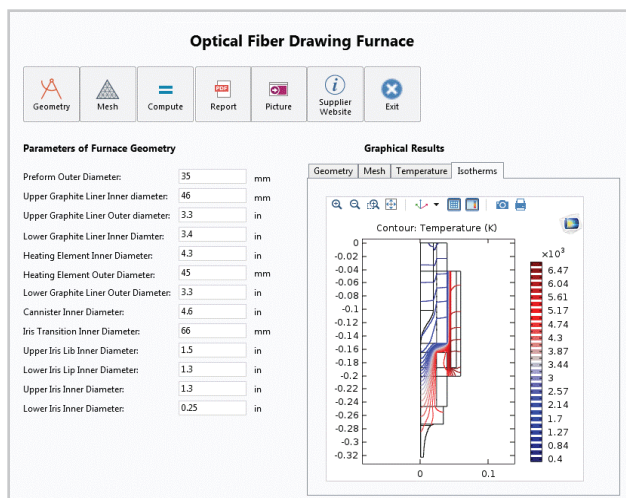 Optical Fiber Drawing Furnace
Geometry Mesh Compute Report Picture Supplier Website Exit
PDF
Parameters of Furnace Geometry
Preform Outer Diameter: 35 mm
Upper Graphite Liner Inner diameter: 46 mm
Upper Graphite Liner Outer diameter: 3.3 in
Lower Graphite Liner Inner Diamter: 3.4 in
Heating Element Inner Diameter: 4.3 in
Heating Element Outer Diameter: 45 mm
Lower Graphite Liner Outer Diameter: 3.3 in
Cannister Inner Diameter: 4.6 in
Iris Transition Inner Diameter: 66 mm
Upper Iris Lib Inner Diameter: 1.5 in
Lower Iris Lip Inner Diameter: 1.3 in
Upper Iris Inner Diameter: 1.3 in
Lower Iris Inner Diameter: 0.25 in
Graphical Results
Geometry Mesh Temperature Isotherms
Contour: Temperature (K)
0
-0.02
-0.04
-0.06
-0.08
-0.1
-0.12
-0.14
-0.16
-0.18
-0.2
-0.22
-0.24
-0.26
-0.28
-0.3
-0.32
0 0.1
×10³
6.47
6.04
5.61
5.17
4.74
4.3
3.87
3.44
3
2.57
2.14
1.7
1.27
0.84
0.4